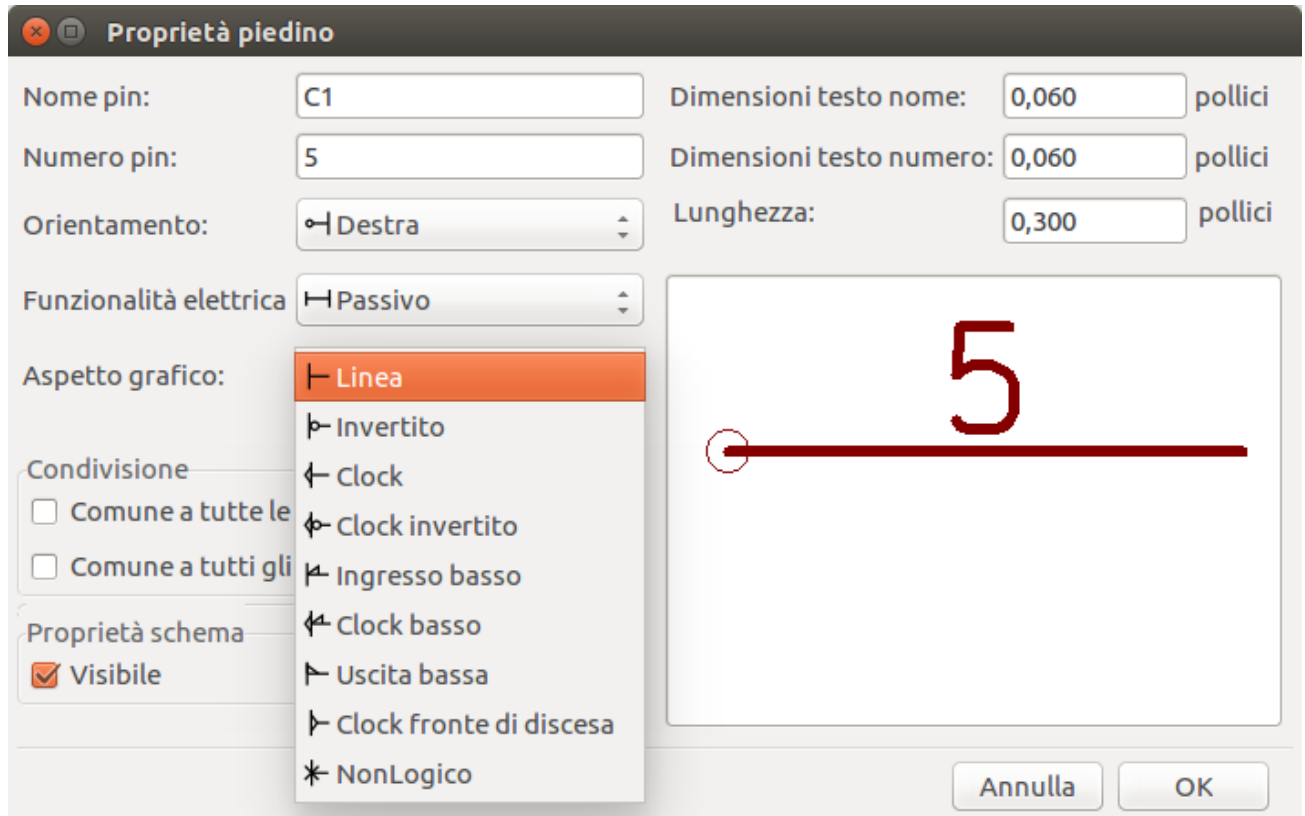 Proprietà piedino
Nome pin: C1 Dimensioni testo nome: 0,060 pollici
Numero pin: 5 Dimensioni testo numero: 0,060 pollici
Orientamento: Destra Lunghezza: 0,300 pollici
Funzionalità elettrica Passivo
Aspetto grafico:
Linea
Invertito
Clock
Clock invertito
Ingresso basso
Clock basso
Uscita bassa
Clock fronte di discesa
NonLogico
Condivisione
Comune a tutte le
Comune a tutti gli
Proprietà schema
Visibile
5
Annulla OK